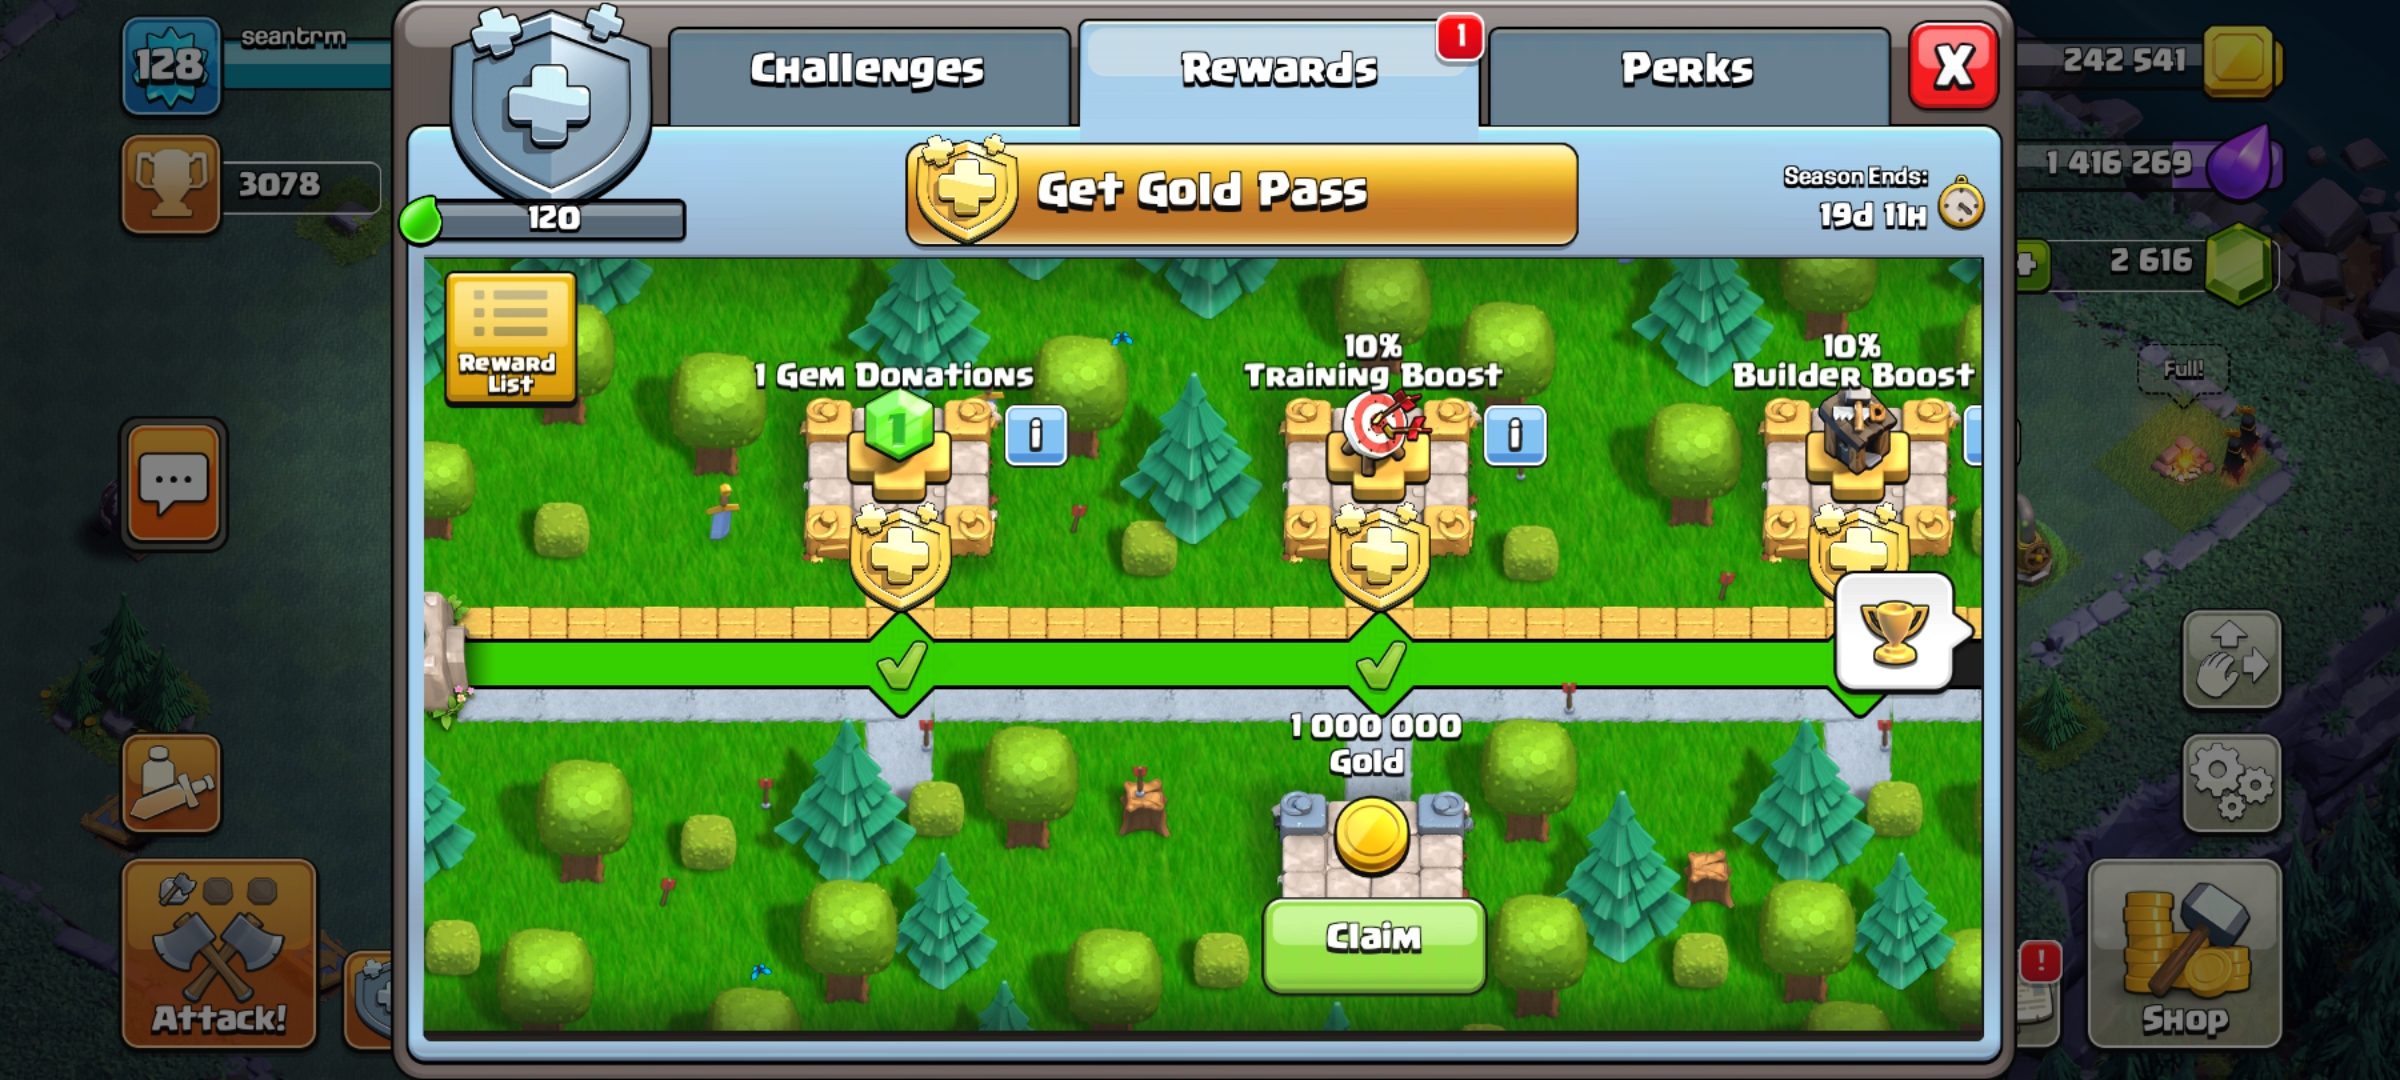 128
seantrm
3078
Challenges
Rewards
1
Perks
X
242 541
1 416 269
2 616
120
Get Gold Pass
Season Ends:
19d 11H
Reward
List
1 Gem Donations
1
i
10%
Training Boost
i
10%
Builder Boost
Full!
1 000 000
Gold
Claim
Attack!
!
Shop